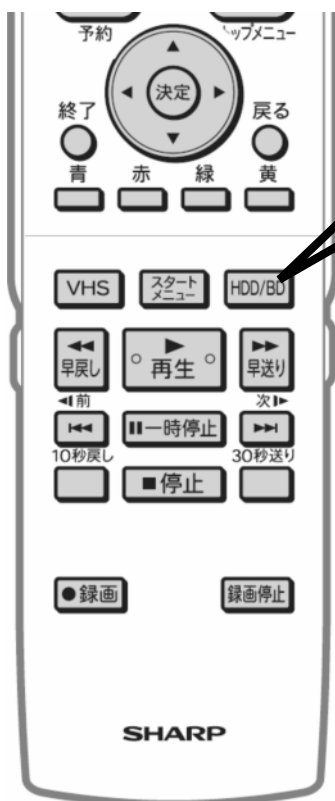 予約
ップメニュー
決定
終了
戻る
青 赤 緑 黄
VHS
スタート
メニュー
HDD/BD
早戻し
再生
早送り
前
次
一時停止
10秒戻し
30秒送り
停止
録画
録画停止
SHARP